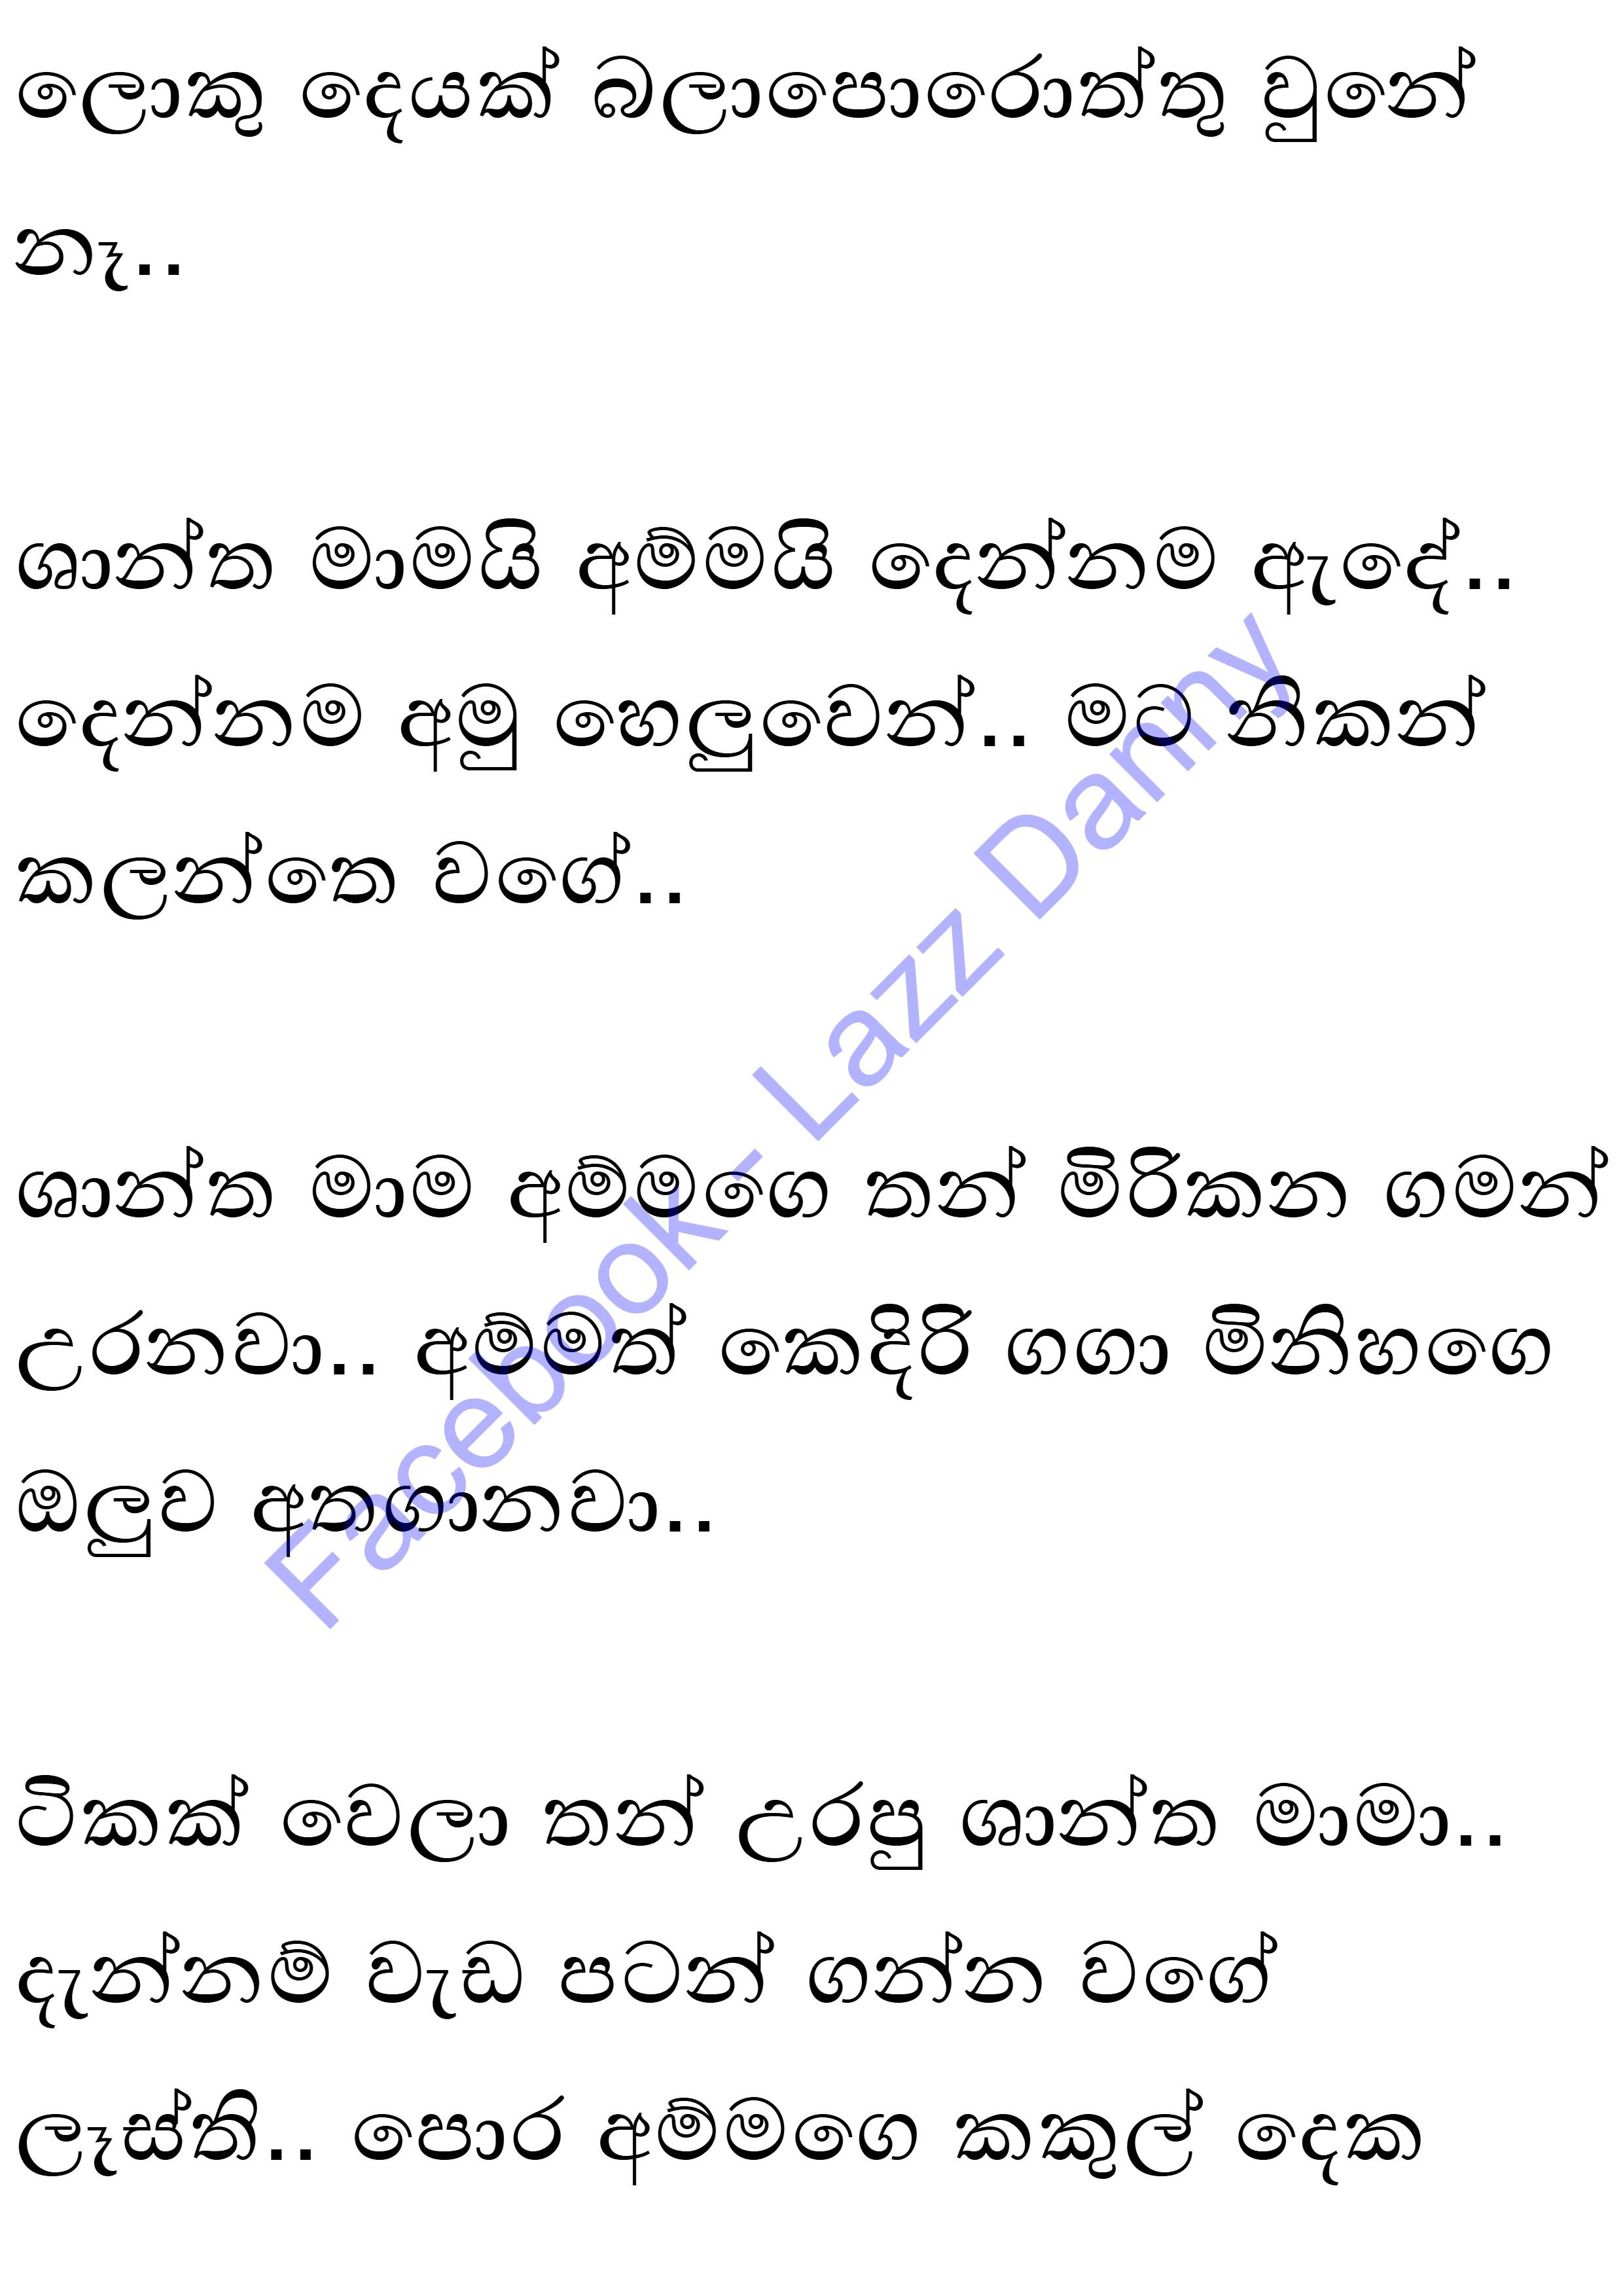 ලොකු දෙයක් බලාපොරොත්තු වුනේ
නෑ..
ශාන්ත මාමයි අම්මයි දෙන්නම ඇදේ..
දෙන්නම අමු හෙලුවෙන්.. මට නිකන්
කලන්තෙ වගේ..
ශාන්ත මාම අම්මගෙ තන් මිරිකන ගමන්
උරනවා.. අම්මත් කෙදිරි ගගා මිනිහගෙ
ඔලුව අතගානවා..
ටිකක් වෙලා තන් උරපු ශාන්ත මාමා..
දැන්නම් වැඩ පටන් ගන්න වගේ
ලෑස්ති.. පොර අම්මගෙ කකුල් දෙක
Facebook - Lazz Danny